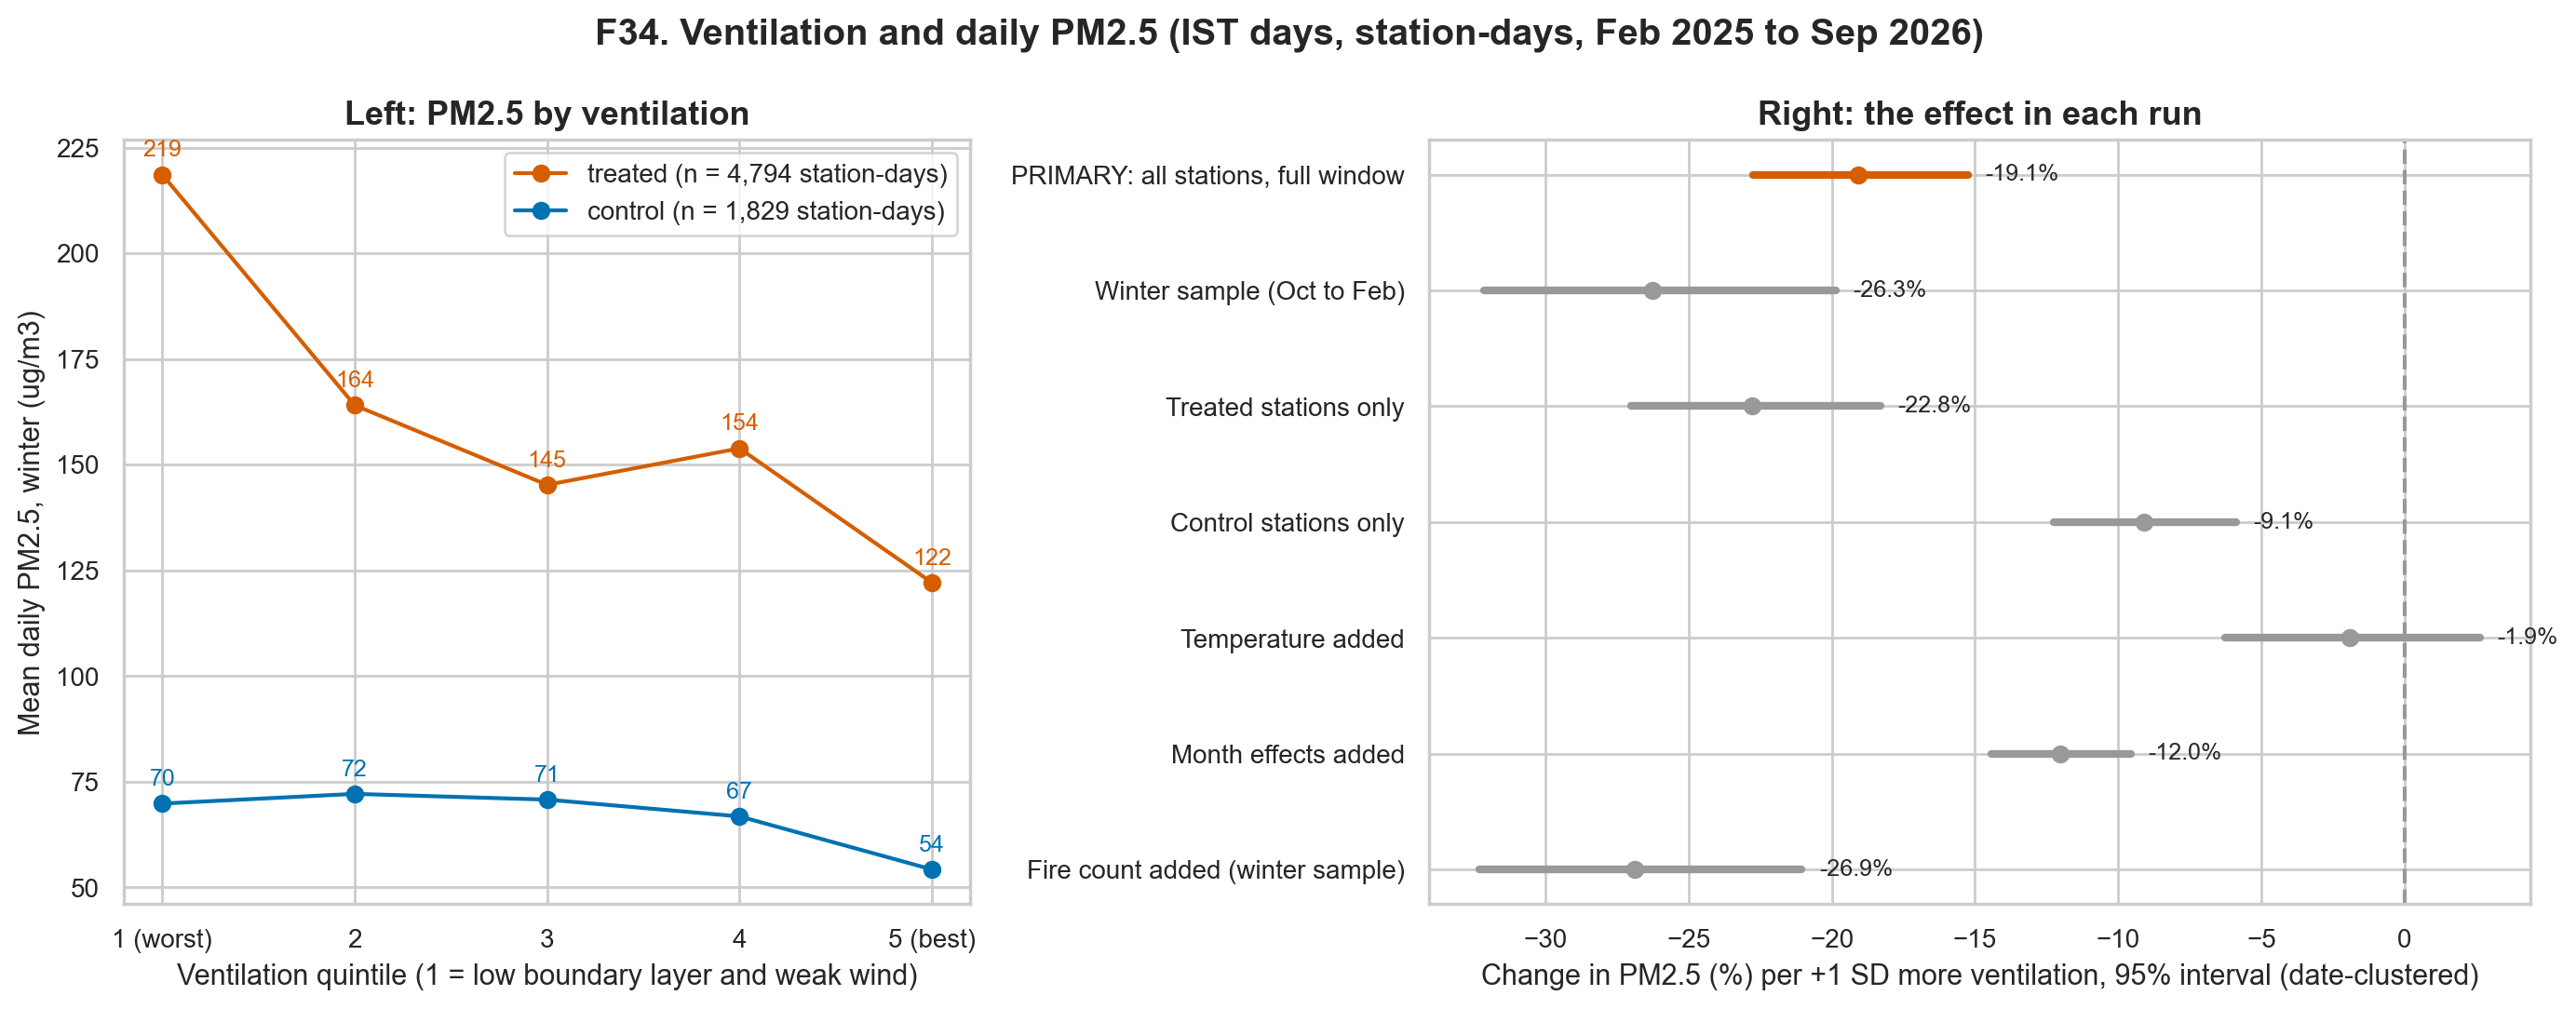 F34. Ventilation and daily PM2.5 (IST days, station-days, Feb 2025 to Sep 2026)
Left: PM2.5 by ventilation
Mean daily PM2.5, winter (ug/m3)
225
200
175
150
125
100
75
50
treated (n = 4,794 station-days)
control (n = 1,829 station-days)
219
164
145
154
122
70
72
71
67
54
1 (worst)
2
3
4
5 (best)
Ventilation quintile (1 = low boundary layer and weak wind)
Right: the effect in each run
PRIMARY: all stations, full window
-19.1%
Winter sample (Oct to Feb)
-26.3%
Treated stations only
-22.8%
Control stations only
-9.1%
Temperature added
-1.9%
Month effects added
-12.0%
Fire count added (winter sample)
-26.9%
−30
−25
−20
−15
−10
−5
0
Change in PM2.5 (%) per +1 SD more ventilation, 95% interval (date-clustered)